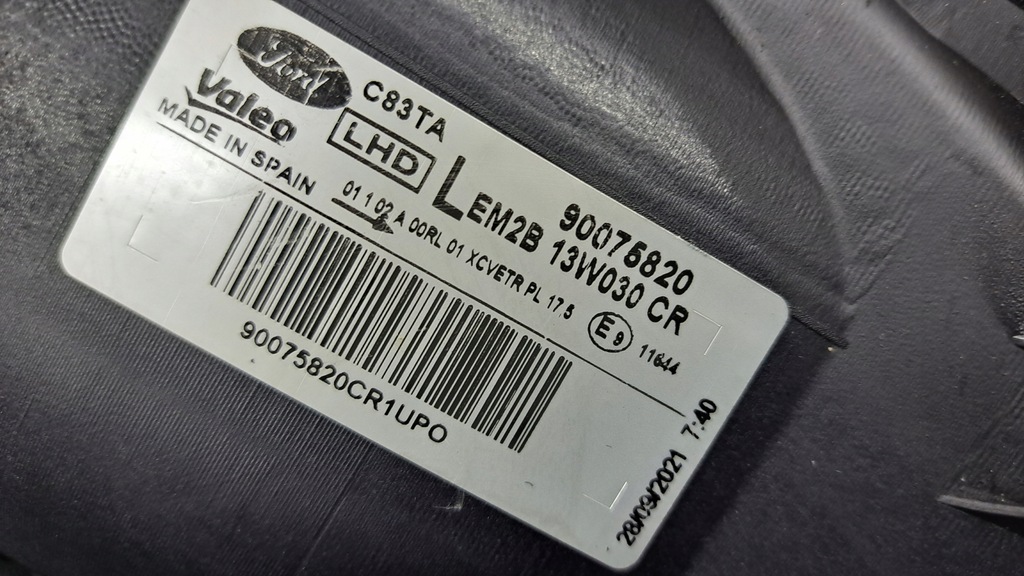 Ford
C83TA
Valeo
LHD
L
90075820
EM2B 13W030 CR
MADE IN SPAIN
01 1 02 A 00RL 01 XCVETR PL 17.5
E9
11644
90075820CR1UPO
28/09/2021 7:40